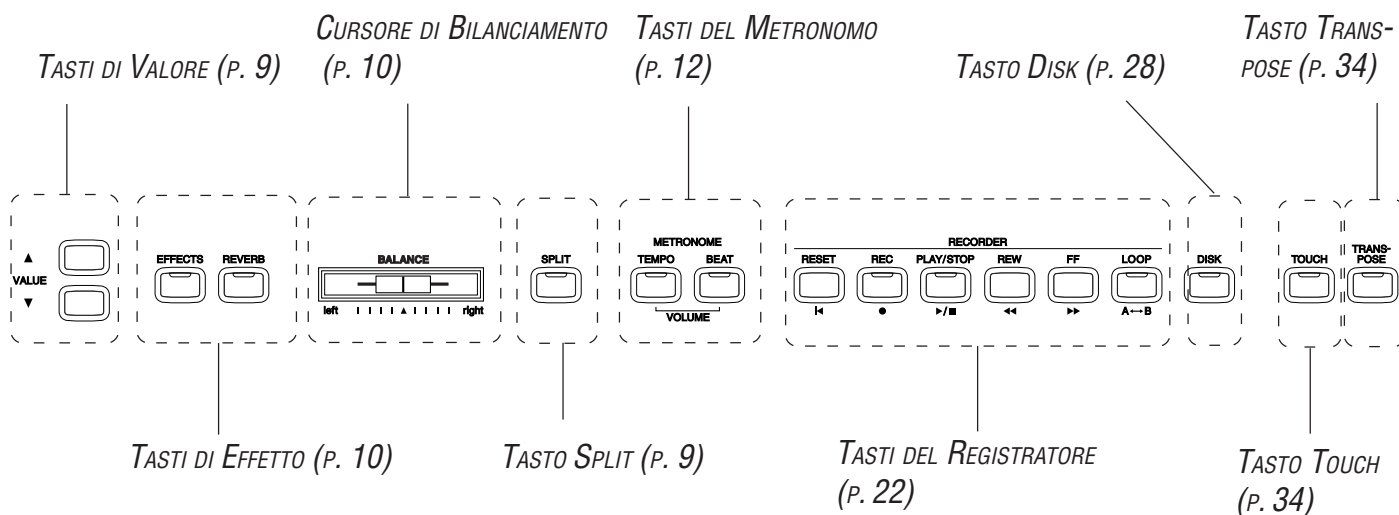 CURSORE DI BILANCIAMENTO
(P. 10)
TASTI DEL METRONOMO
(P. 12)
TASTO TRANS-
POSE (P. 34)
TASTI DI VALORE (P. 9)
TASTO DISK (P. 28)
▲
VALUE
▼
EFFECTS
REVERB
BALANCE
left
right
SPLIT
METRONOME
TEMPO
BEAT
VOLUME
RECORDER
RESET
REC
PLAY/STOP
REW
FF
LOOP
A↔B
DISK
TOUCH
TRANS-
POSE
TASTI DI EFFETTO (P. 10)
TASTO SPLIT (P. 9)
TASTI DEL REGISTRATORE
(P. 22)
TASTO TOUCH
(P. 34)